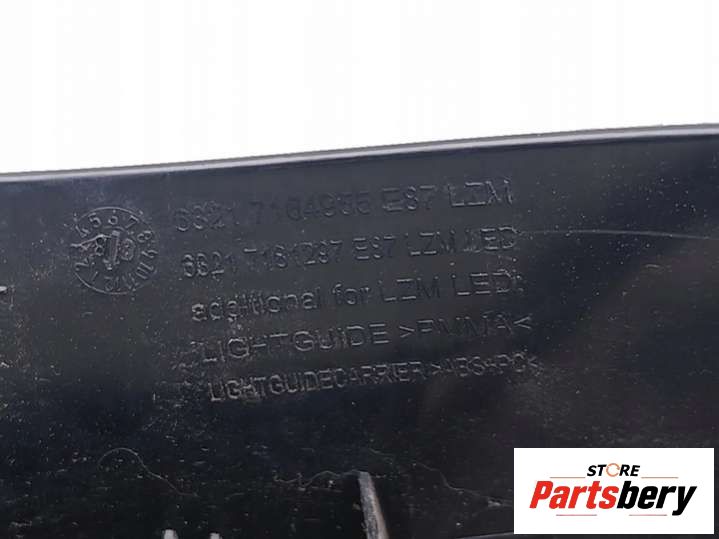 6321 7164955 E87 LZM
6321 7161287 E87 LZM LED
additional for LZM LED:
LIGHTGUIDE >PMMA<
LIGHTGUIDECARRIER >ABS+PC<
STORE
Partsbery